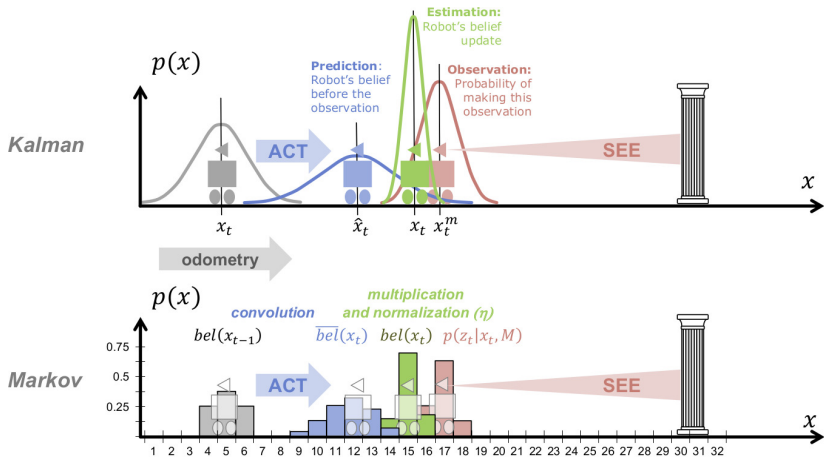 p(x)
Estimation:
Robot's belief
update
Prediction:
Robot's belief
before the
observation
Observation:
Probability of
making this
observation
Kalman
ACT
SEE
x
x_t
x̂_t
x_t
x_t^m
odometry
p(x)
convolution
multiplication
and normalization (η)
bel(x_{t−1})
b̅e̅l̅(x_t)
bel(x_t)
p(z_t|x_t, M)
0.75
Markov
0.5
ACT
SEE
0.25
x
1 2 3 4 5 6 7 8 9 10 11 12 13 14 15 16 17 18 19 20 21 22 23 24 25 26 27 28 29 30 31 32